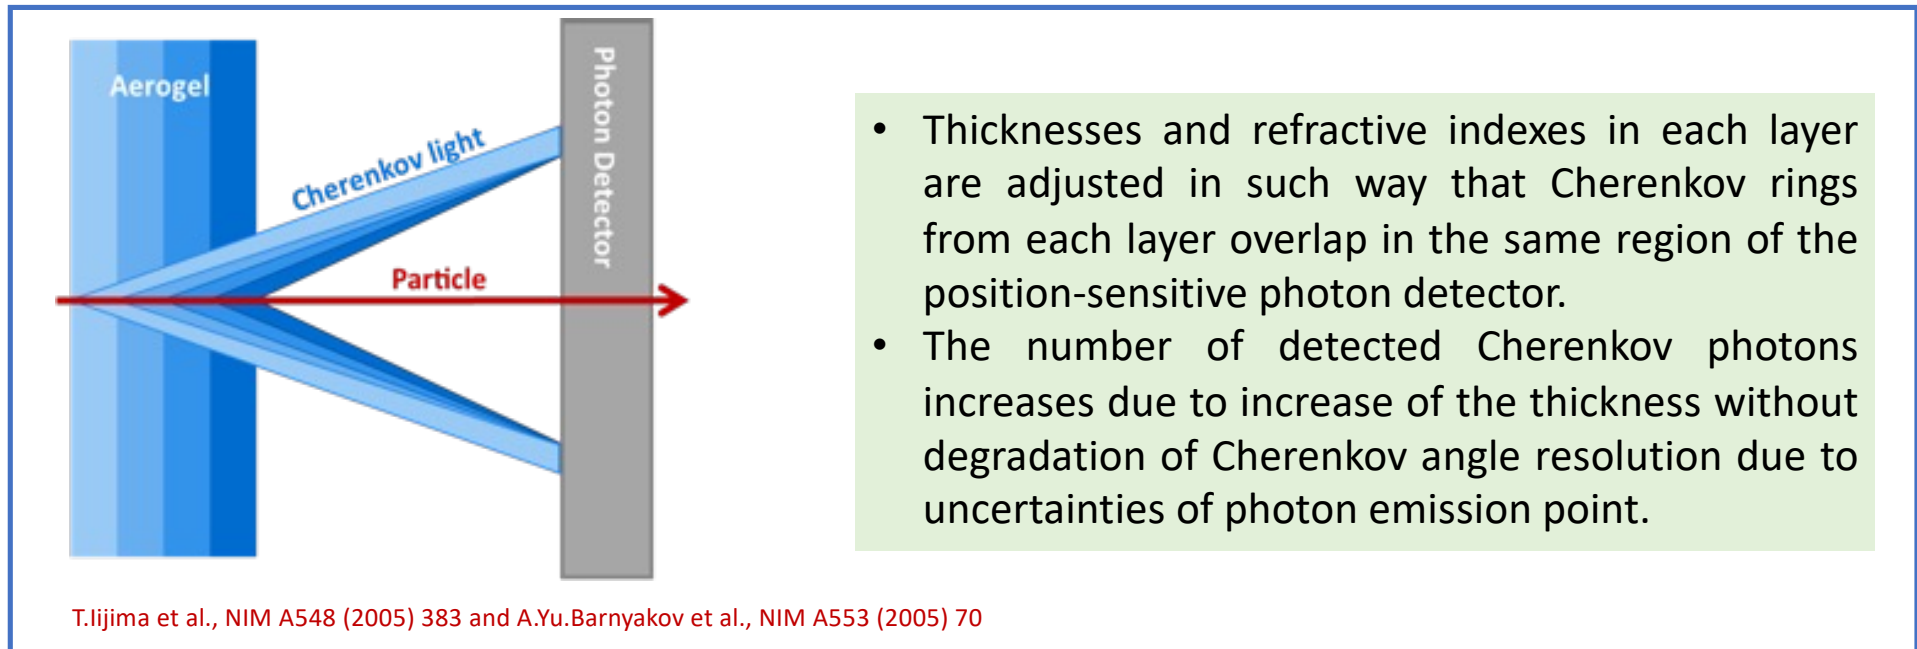 Aerogel
Cherenkov light
Particle
Photon Detector
• Thicknesses and refractive indexes in each layer
are adjusted in such way that Cherenkov rings
from each layer overlap in the same region of the
position-sensitive photon detector.
• The number of detected Cherenkov photons
increases due to increase of the thickness without
degradation of Cherenkov angle resolution due to
uncertainties of photon emission point.
T.Iijima et al., NIM A548 (2005) 383 and A.Yu.Barnyakov et al., NIM A553 (2005) 70